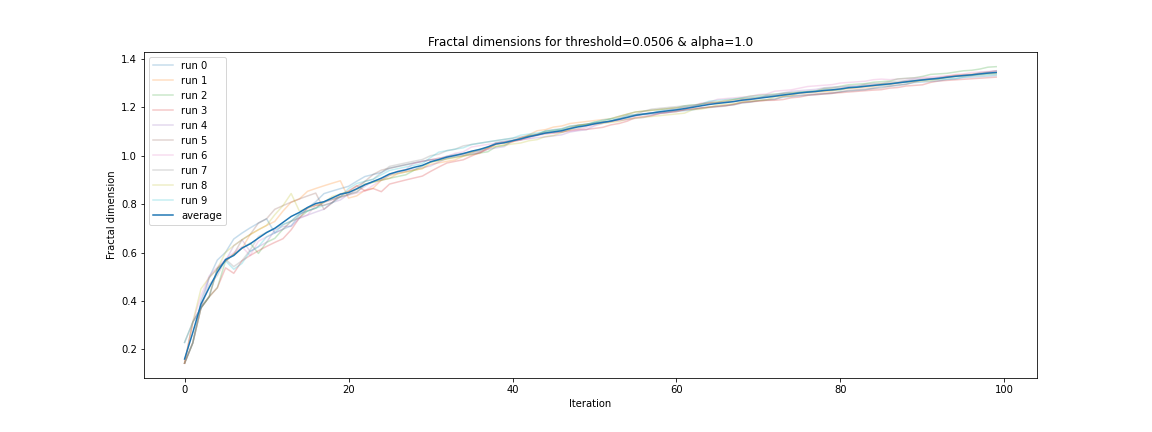 Fractal dimensions for threshold=0.0506 & alpha=1.0
1.4
1.2
1.0
0.8
0.6
0.4
0.2
Fractal dimension
run 0
run 1
run 2
run 3
run 4
run 5
run 6
run 7
run 8
run 9
average
0 20 40 60 80 100
Iteration